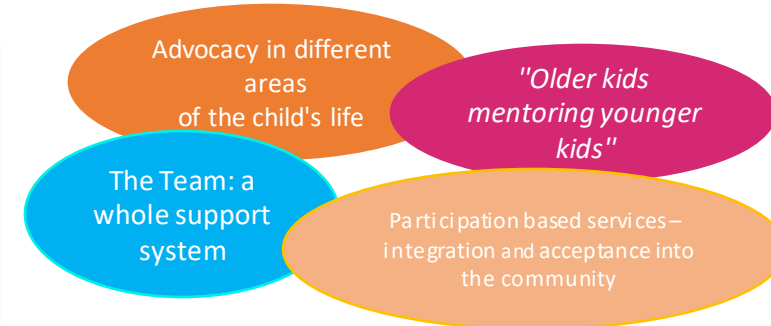 Advocacy in different
areas
of the child's life
"Older kids
mentoring younger
kids"
The Team: a
whole support
system
Participation based services –
integration and acceptance into
the community